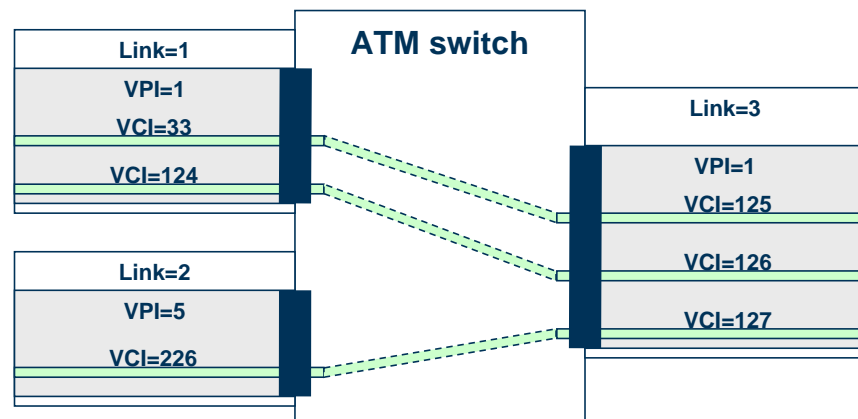 ATM switch
Link=1
VPI=1
VCI=33
VCI=124
Link=2
VPI=5
VCI=226
Link=3
VPI=1
VCI=125
VCI=126
VCI=127